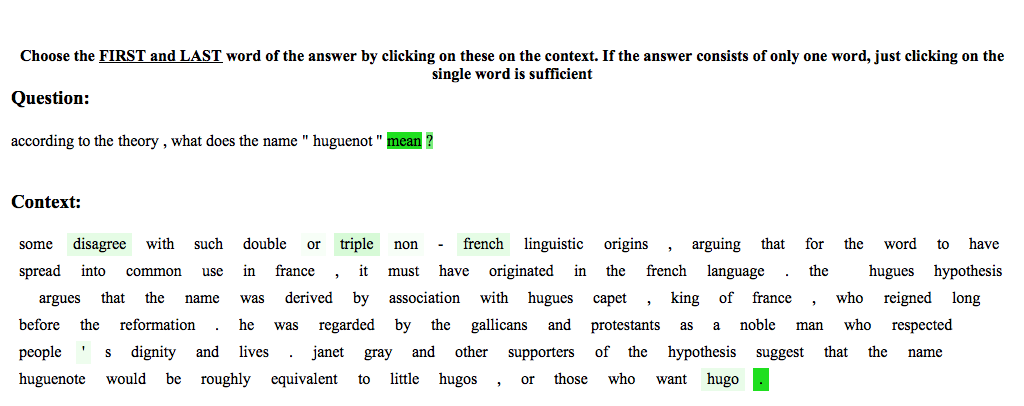 Choose the FIRST and LAST word of the answer by clicking on these on the context. If the answer consists of only one word, just clicking on the
single word is sufficient
Question:
according to the theory , what does the name " huguenot " mean ?
Context:
some disagree with such double or triple non - french linguistic origins , arguing that for the word to have
spread into common use in france , it must have originated in the french language . the hugues hypothesis
argues that the name was derived by association with hugues capet , king of france , who reigned long
before the reformation . he was regarded by the gallicans and protestants as a noble man who respected
people ' s dignity and lives . janet gray and other supporters of the hypothesis suggest that the name
huguenote would be roughly equivalent to little hugos , or those who want hugo .